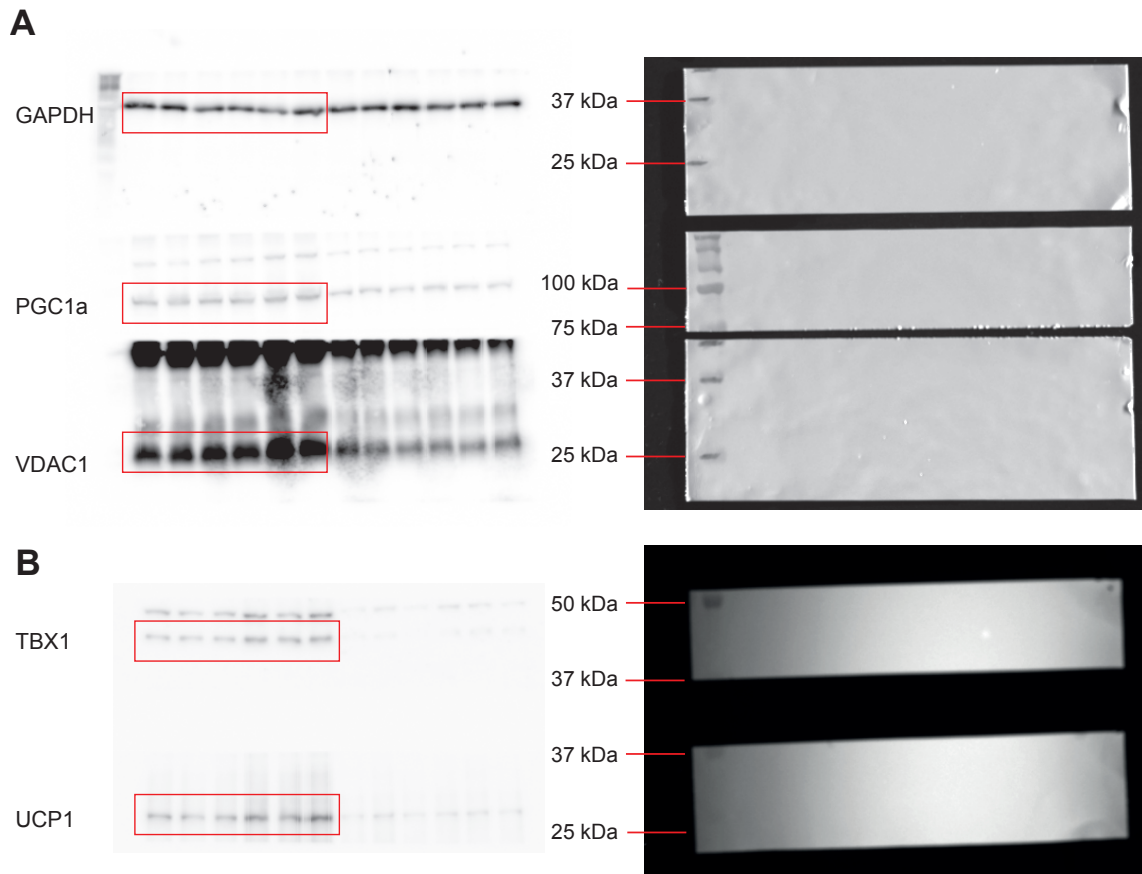 A
GAPDH
37 kDa
25 kDa
PGC1a
100 kDa
75 kDa
37 kDa
VDAC1
25 kDa
B
50 kDa
TBX1
37 kDa
37 kDa
UCP1
25 kDa